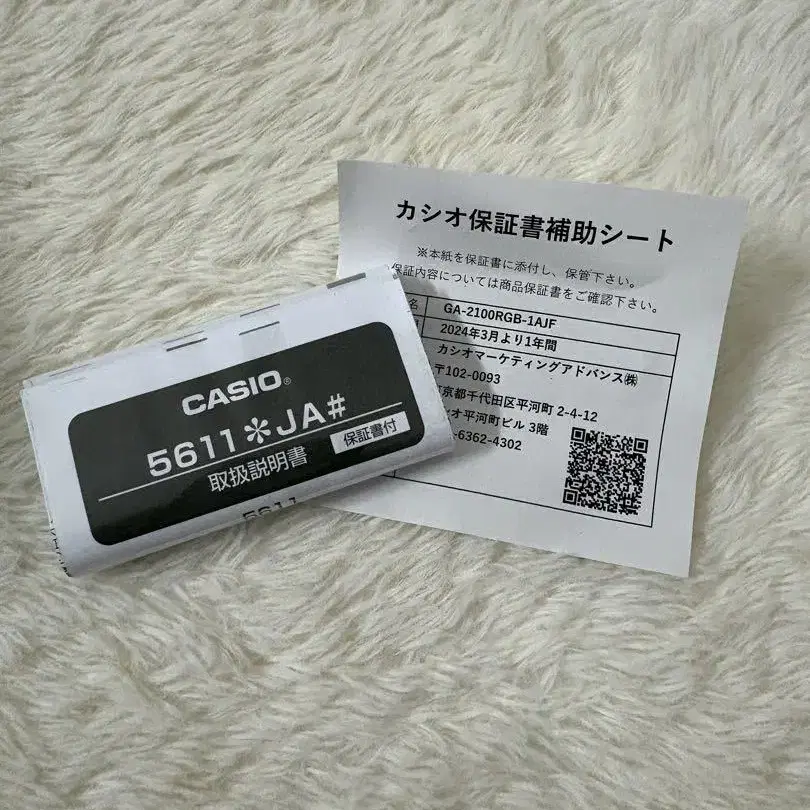 カシオ保証書補助シート
※本紙を保証書に添付し、保管下さい。
保証内容については商品保証書をご確認下さい。
名 GA-2100RGB-1AJF
2024年3月より1年間
カシオマーケティングアドバンス㈱
〒102-0093
京都千代田区平河町 2-4-12
オ平河町ビル 3階
-6362-4302
CASIO®
5611＊JA#
取扱説明書
保証書付
5611